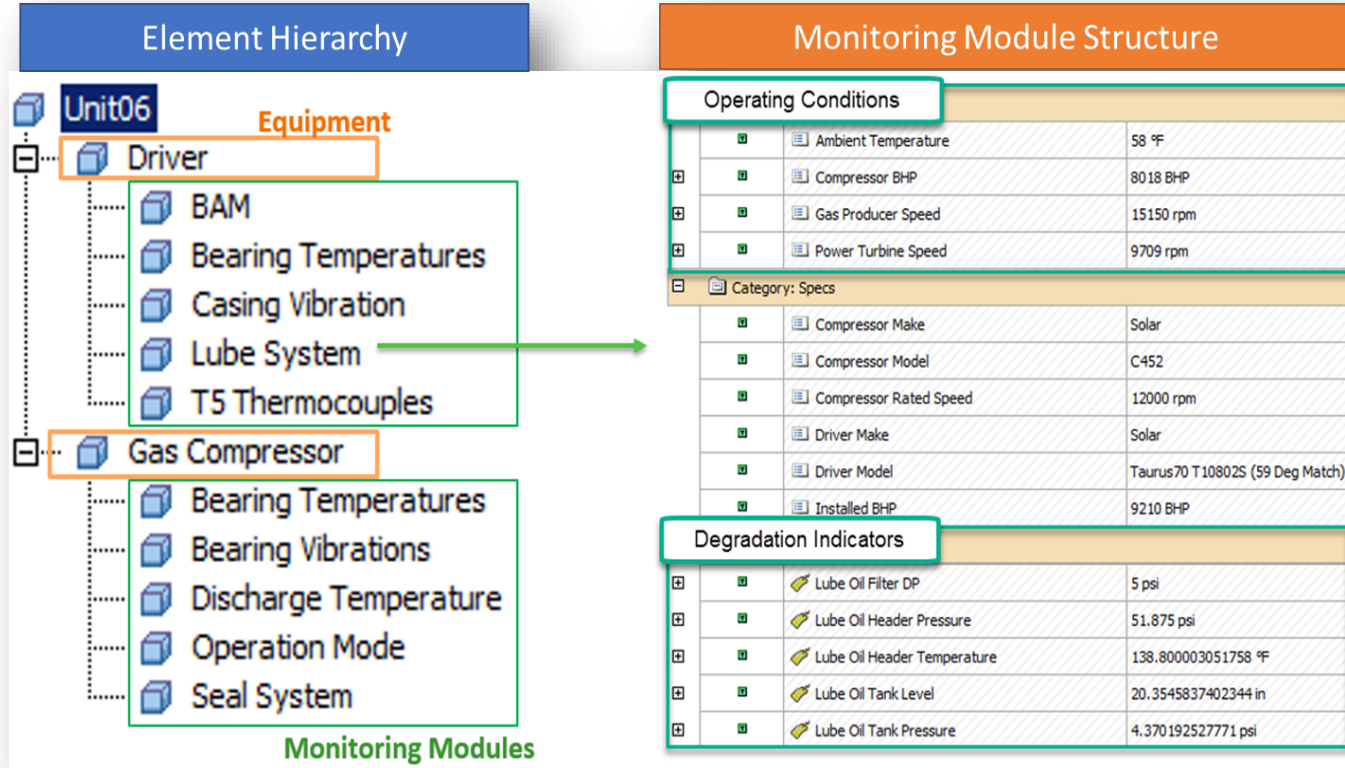 Element Hierarchy
Unit06
Equipment
Driver
BAM
Bearing Temperatures
Casing Vibration
Lube System
T5 Thermocouples
Gas Compressor
Bearing Temperatures
Bearing Vibrations
Discharge Temperature
Operation Mode
Seal System
Monitoring Modules
Monitoring Module Structure
Operating Conditions
Ambient Temperature 58 °F
Compressor BHP 8018 BHP
Gas Producer Speed 15150 rpm
Power Turbine Speed 9709 rpm
Category: Specs
Compressor Make Solar
Compressor Model C452
Compressor Rated Speed 12000 rpm
Driver Make Solar
Driver Model Taurus70 T10802S (59 Deg Match)
Installed BHP 9210 BHP
Degradation Indicators
Lube Oil Filter DP 5 psi
Lube Oil Header Pressure 51.875 psi
Lube Oil Header Temperature 138.800003051758 °F
Lube Oil Tank Level 20.3545837402344 in
Lube Oil Tank Pressure 4.370192527771 psi